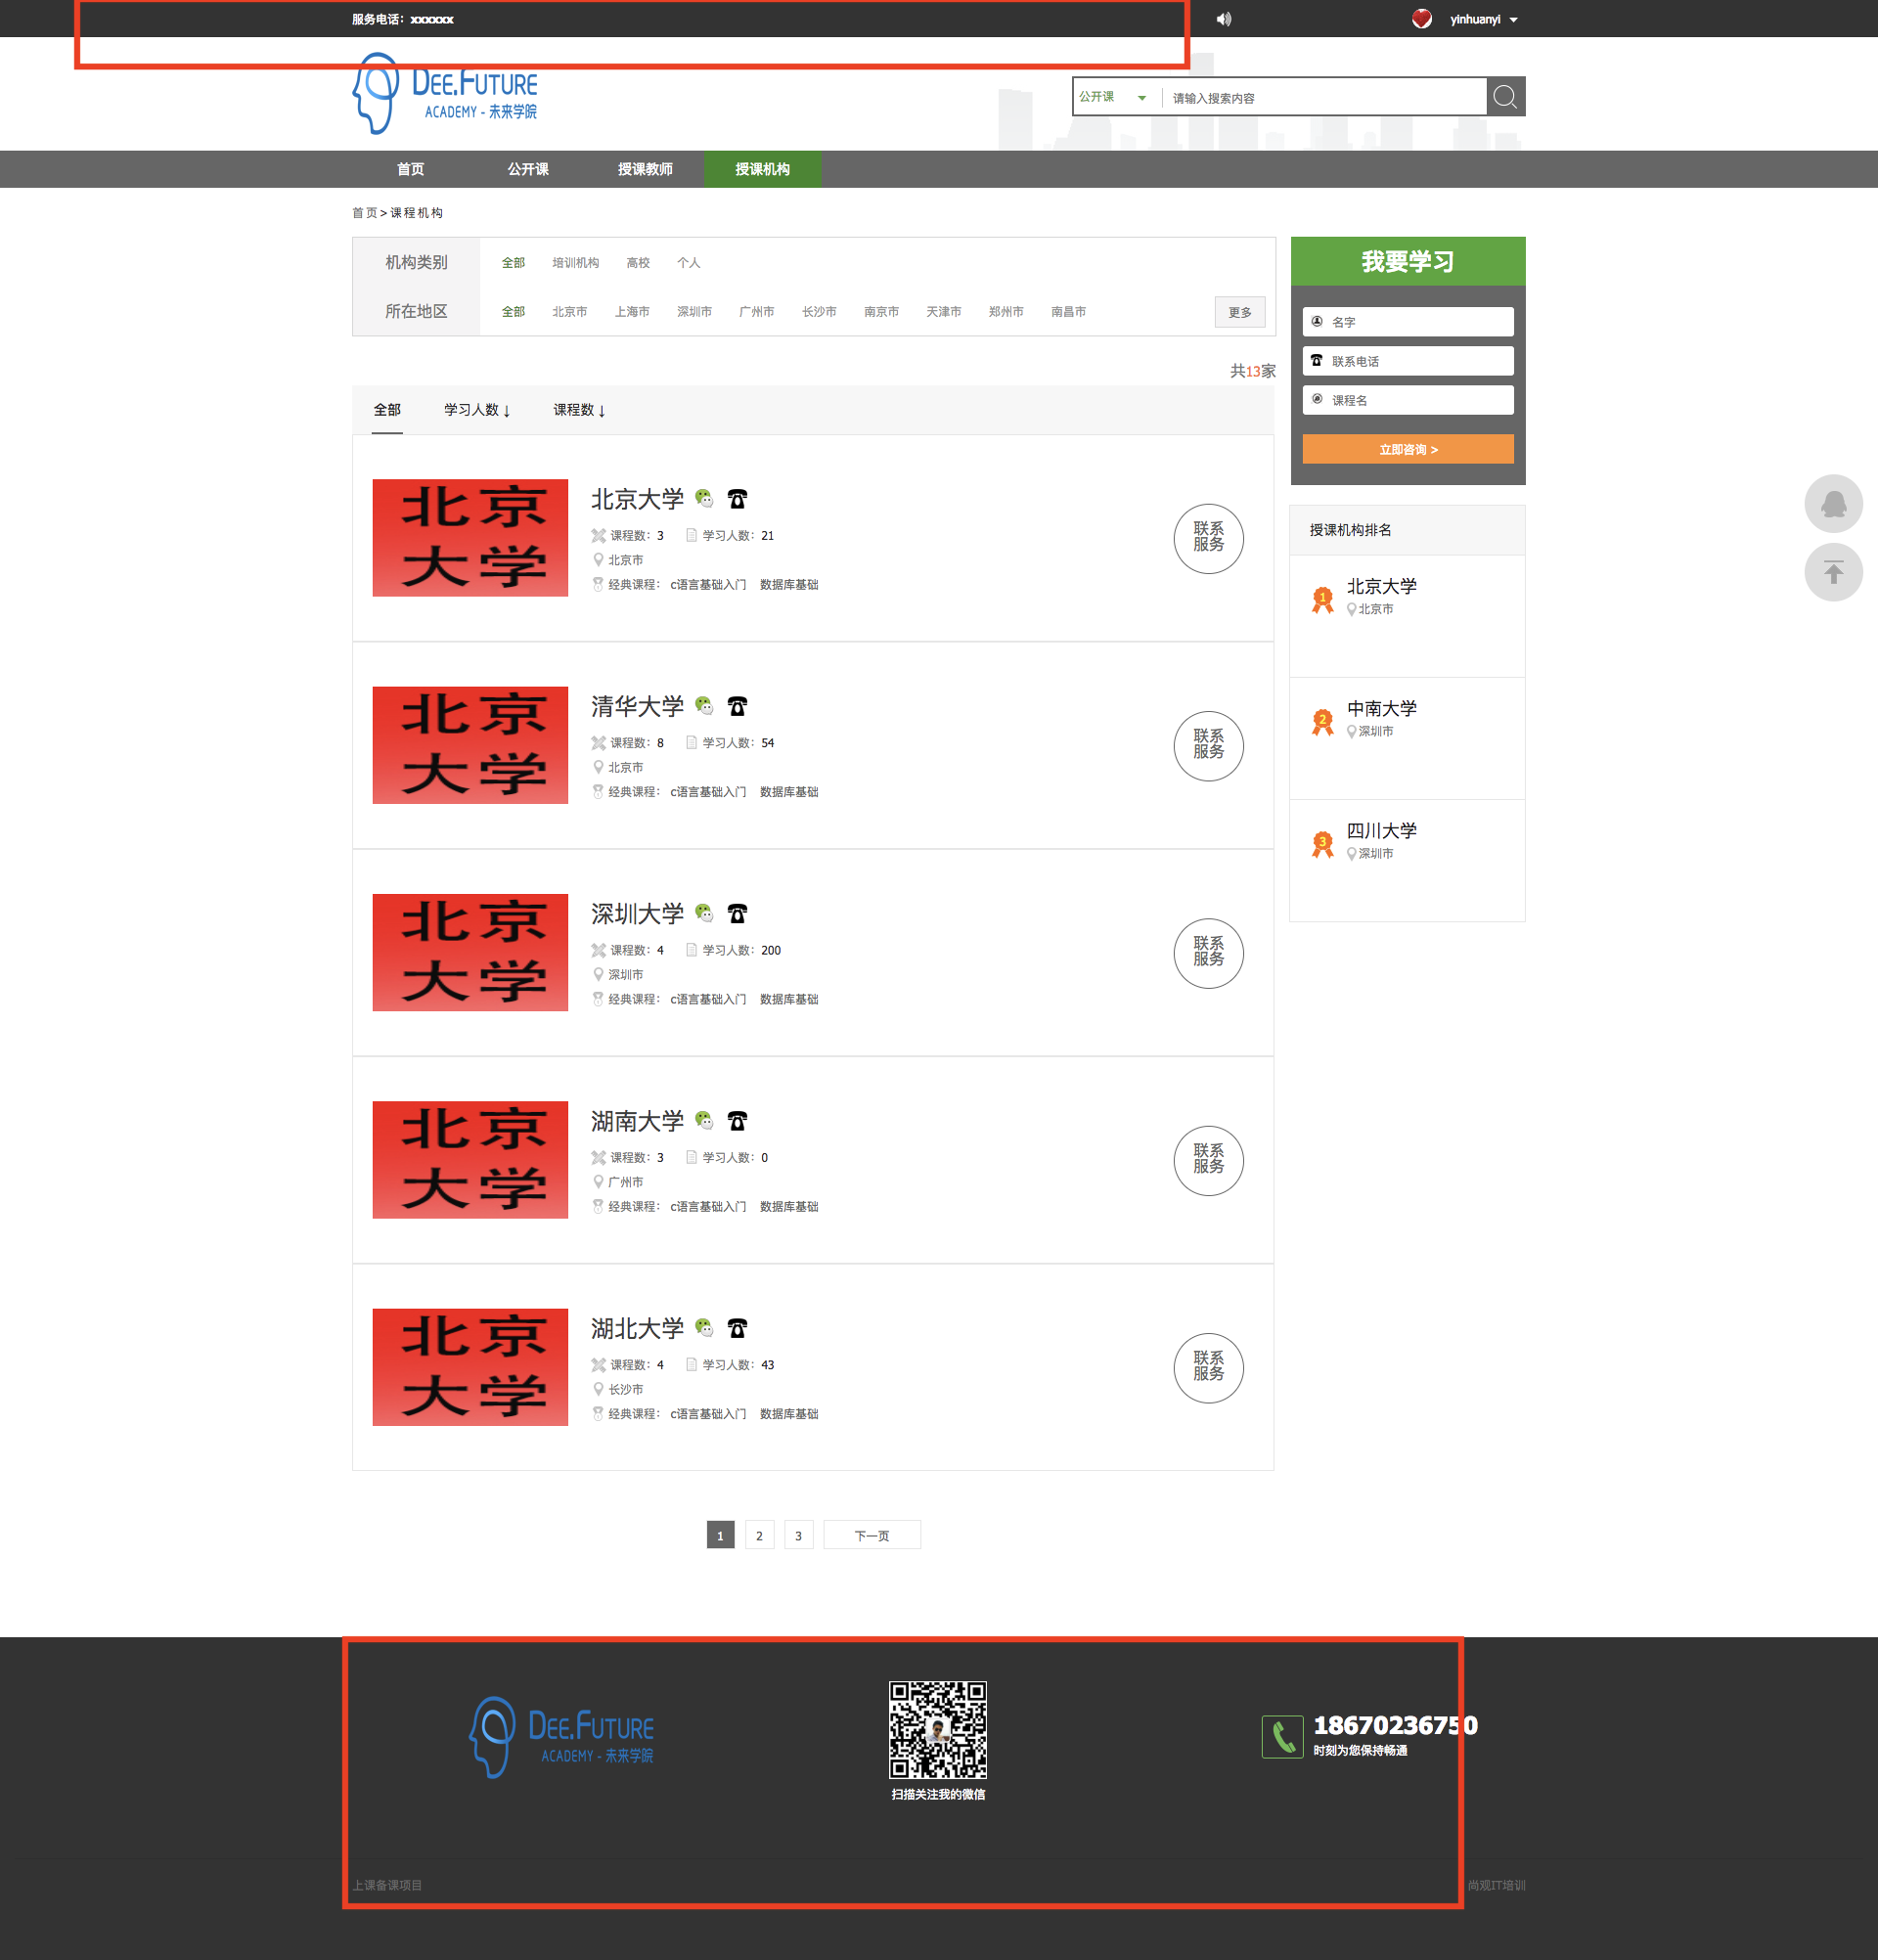 服务电话：xxxxxx
yinhuanyi
DEE.FUTURE
ACADEMY - 未来学院
公开课
请输入搜索内容
首页 公开课 授课教师 授课机构
首页>课程机构
机构类别 全部 培训机构 高校 个人
所在地区 全部 北京市 上海市 深圳市 广州市 长沙市 南京市 天津市 郑州市 南昌市 更多
共13家
全部 学习人数↓ 课程数↓
北京
大学
北京大学
课程数：3 学习人数：21
北京市
经典课程： c语言基础入门 数据库基础
联系
服务
北京
大学
清华大学
课程数：8 学习人数：54
北京市
经典课程： c语言基础入门 数据库基础
联系
服务
北京
大学
深圳大学
课程数：4 学习人数：200
深圳市
经典课程： c语言基础入门 数据库基础
联系
服务
北京
大学
湖南大学
课程数：3 学习人数：0
广州市
经典课程： c语言基础入门 数据库基础
联系
服务
北京
大学
湖北大学
课程数：4 学习人数：43
长沙市
经典课程： c语言基础入门 数据库基础
联系
服务
1 2 3 下一页
我要学习
名字
联系电话
课程名
立即咨询 >
授课机构排名
1
北京大学
北京市
2
中南大学
深圳市
3
四川大学
深圳市
DEE.FUTURE
ACADEMY - 未来学院
扫描关注我的微信
18670236750
时刻为您保持畅通
上课备课项目
尚观IT培训